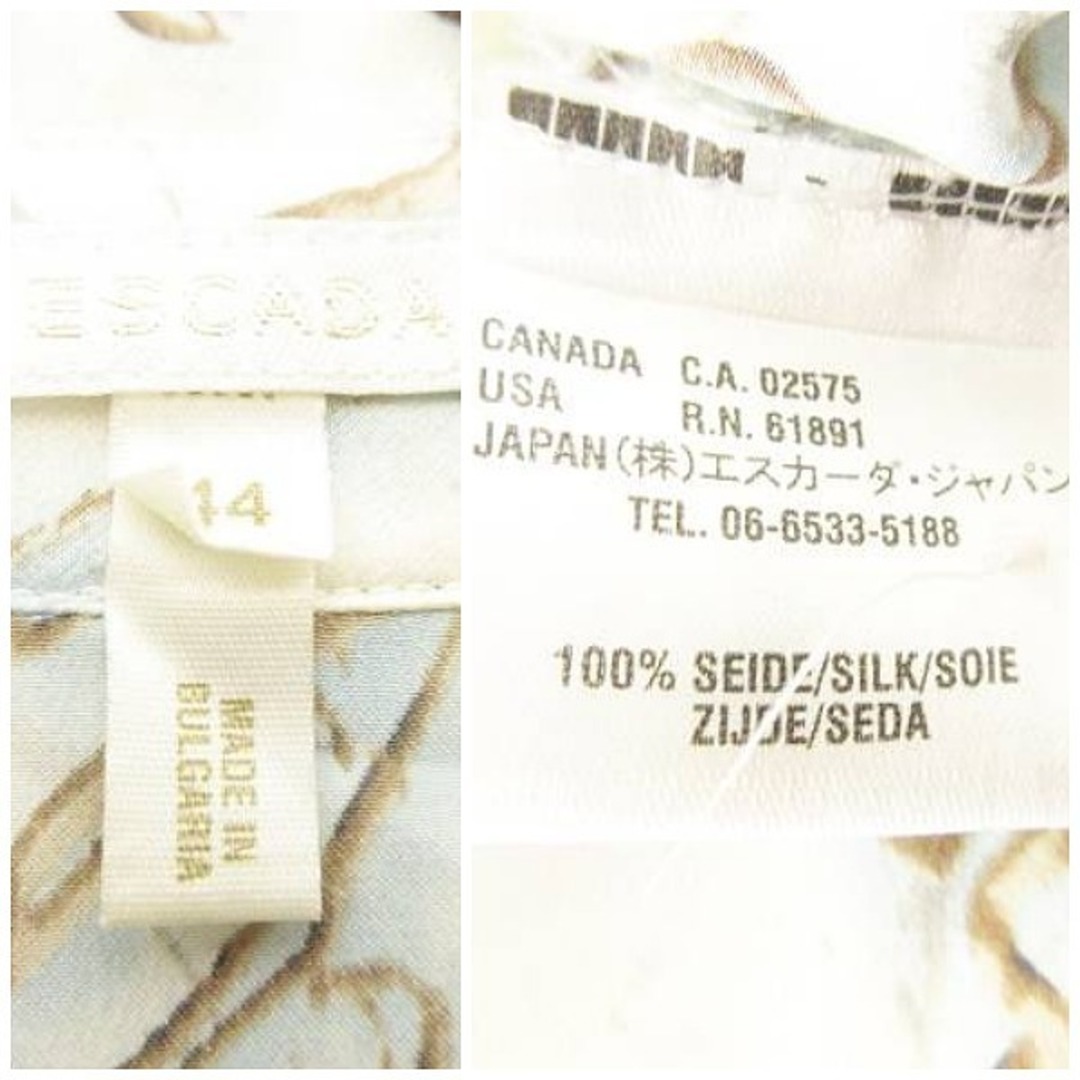 ESCADA
14
MADE IN
BULGARIA
CANADA C.A. 02575
USA R.N. 61891
JAPAN(株)エスカーダ・ジャパン
TEL. 06-6533-5188
100% SEIDE/SILK/SOIE
ZIJDE/SEDA